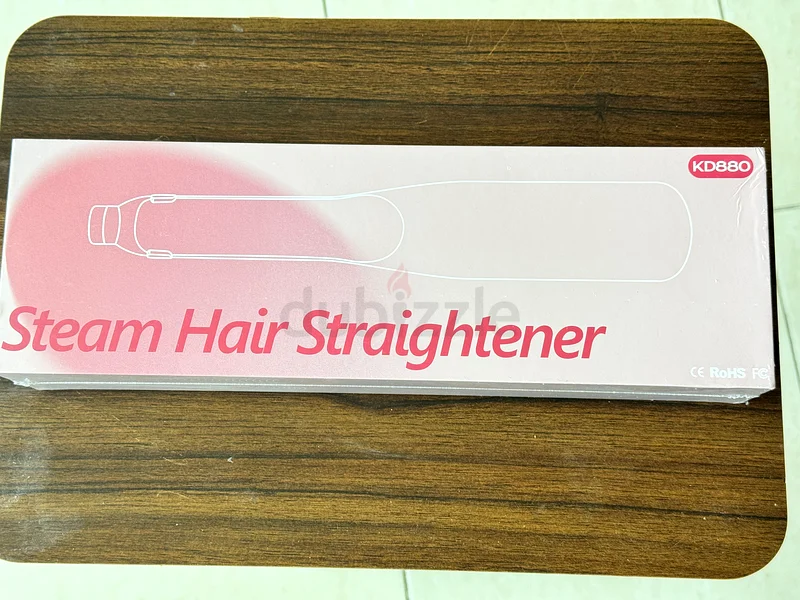 KD880
dubizzle
Steam Hair Straightener
CE RoHS FC